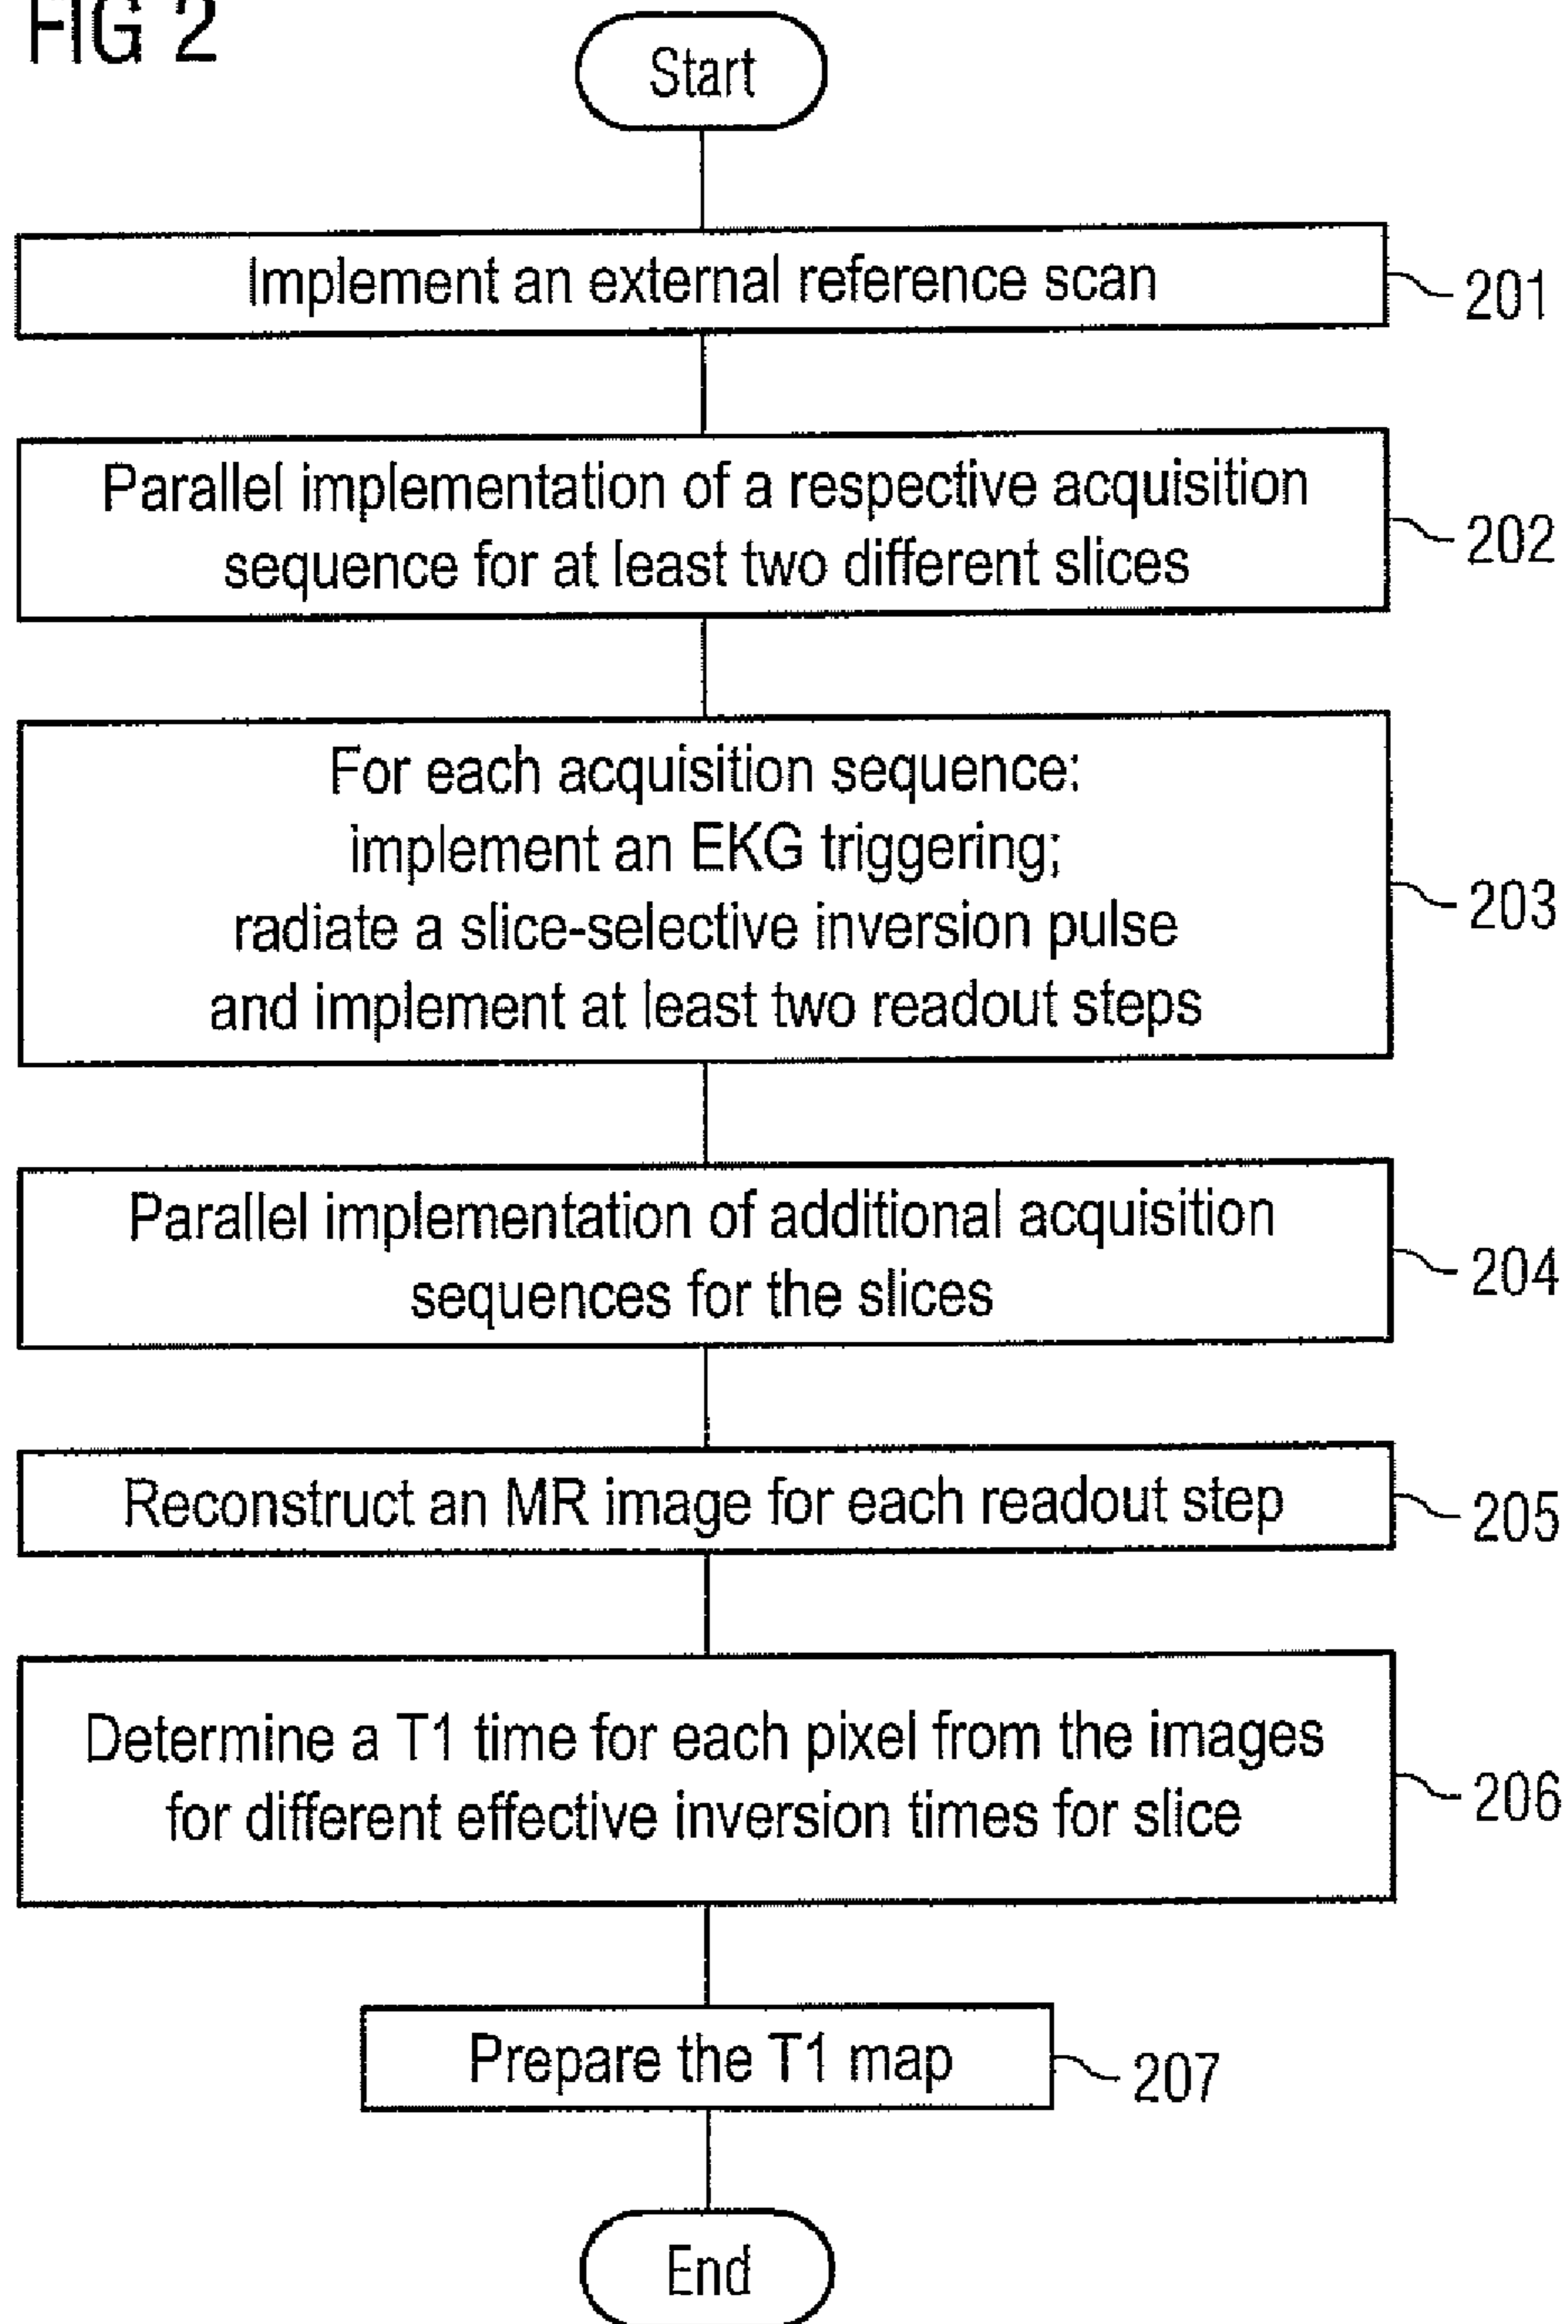 FIG 2
Start
Implement an external reference scan
201
Parallel implementation of a respective acquisition
sequence for at least two different slices
202
For each acquisition sequence:
implement an EKG triggering;
radiate a slice-selective inversion pulse
and implement at least two readout steps
203
Parallel implementation of additional acquisition
sequences for the slices
204
Reconstruct an MR image for each readout step
205
Determine a T1 time for each pixel from the images
for different effective inversion times for slice
206
Prepare the T1 map
207
End